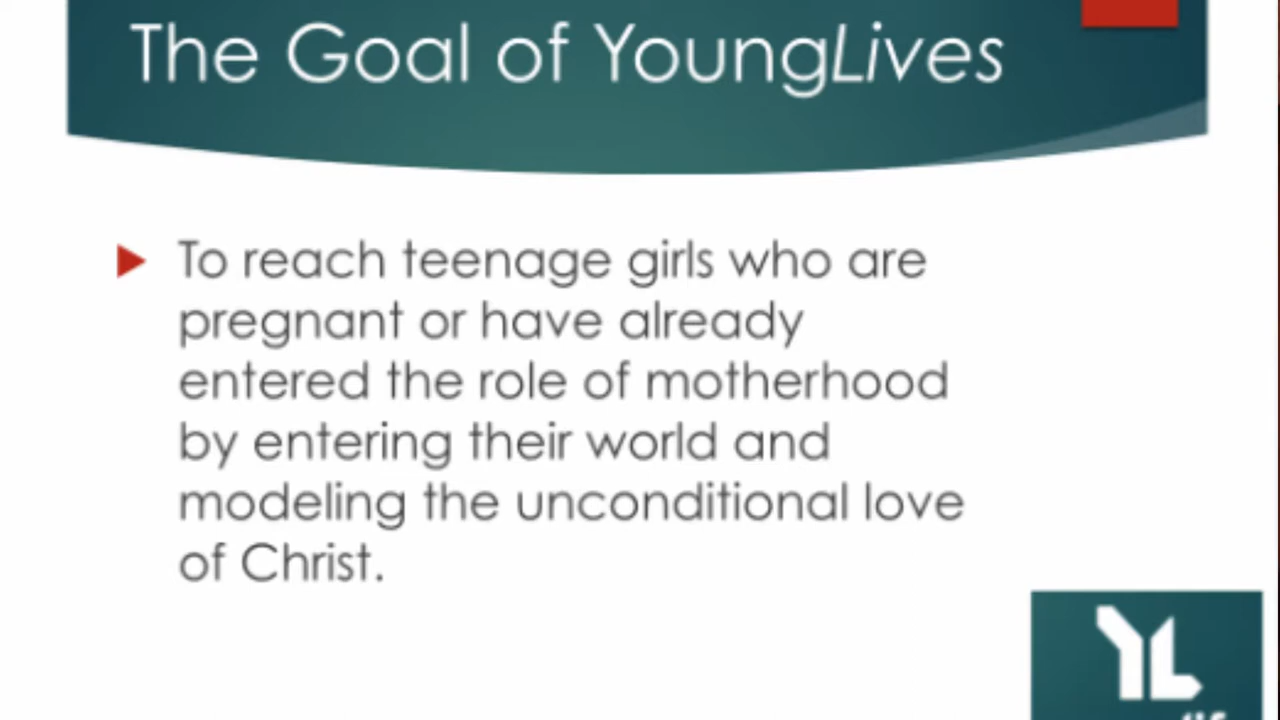 The Goal of YoungLives
To reach teenage girls who are
pregnant or have already
entered the role of motherhood
by entering their world and
modeling the unconditional love
of Christ.
YL